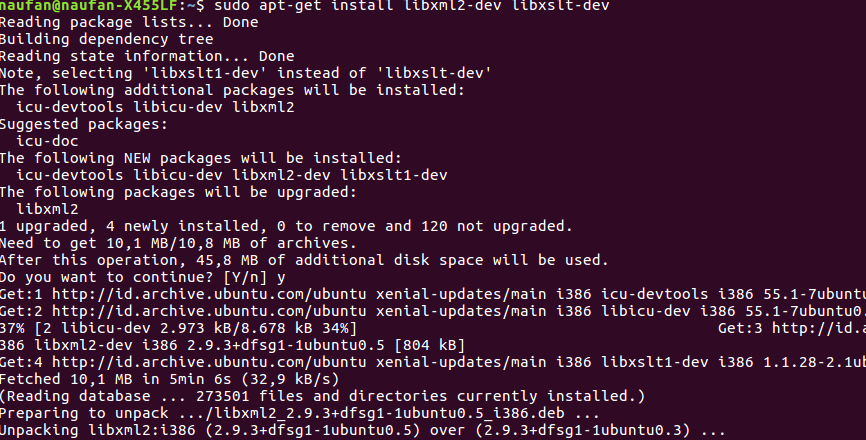 naufan@naufan-X455LF:~$ sudo apt-get install libxml2-dev libxslt-dev
Reading package lists... Done
Building dependency tree
Reading state information... Done
Note, selecting 'libxslt1-dev' instead of 'libxslt-dev'
The following additional packages will be installed:
  icu-devtools libicu-dev libxml2
Suggested packages:
  icu-doc
The following NEW packages will be installed:
  icu-devtools libicu-dev libxml2-dev libxslt1-dev
The following packages will be upgraded:
  libxml2
1 upgraded, 4 newly installed, 0 to remove and 120 not upgraded.
Need to get 10,1 MB/10,8 MB of archives.
After this operation, 45,8 MB of additional disk space will be used.
Do you want to continue? [Y/n] y
Get:1 http://id.archive.ubuntu.com/ubuntu xenial-updates/main i386 icu-devtools i386 55.1-7ubuntu
Get:2 http://id.archive.ubuntu.com/ubuntu xenial-updates/main i386 libicu-dev i386 55.1-7ubuntu0.
37% [2 libicu-dev 2.973 kB/8.678 kB 34%] Get:3 http://id.a
386 libxml2-dev i386 2.9.3+dfsg1-1ubuntu0.5 [804 kB]
Get:4 http://id.archive.ubuntu.com/ubuntu xenial-updates/main i386 libxslt1-dev i386 1.1.28-2.1ub
Fetched 10,1 MB in 5min 6s (32,9 kB/s)
(Reading database ... 273501 files and directories currently installed.)
Preparing to unpack .../libxml2_2.9.3+dfsg1-1ubuntu0.5_i386.deb ...
Unpacking libxml2:i386 (2.9.3+dfsg1-1ubuntu0.5) over (2.9.3+dfsg1-1ubuntu0.3) ...